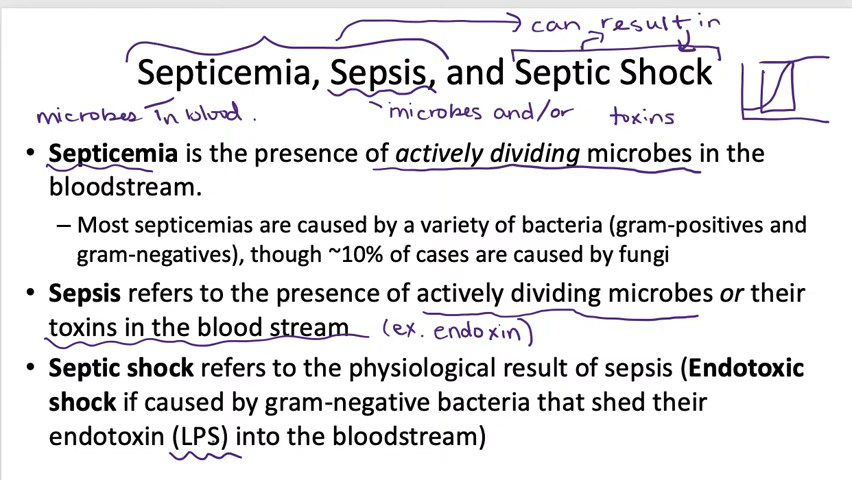 can result in
Septicemia, Sepsis, and Septic Shock
microbes in blood. microbes and/or toxins
• Septicemia is the presence of actively dividing microbes in the
bloodstream.
– Most septicemias are caused by a variety of bacteria (gram-positives and
gram-negatives), though ~10% of cases are caused by fungi
• Sepsis refers to the presence of actively dividing microbes or their
toxins in the blood stream (ex. endoxin)
• Septic shock refers to the physiological result of sepsis (Endotoxic
shock if caused by gram-negative bacteria that shed their
endotoxin (LPS) into the bloodstream)